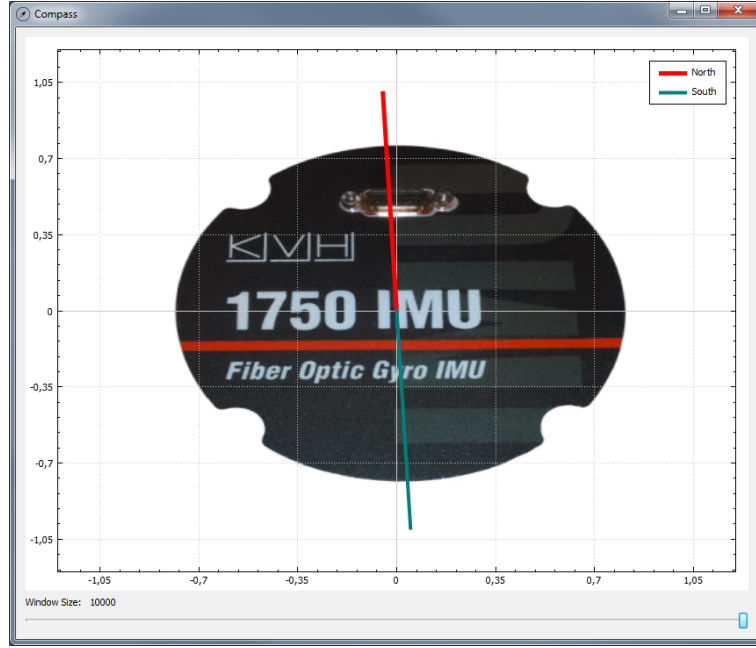 Compass
North
South
1,05
0,7
0,35
0
-0,35
-0,7
-1,05
KVH
1750 IMU
Fiber Optic Gyro IMU
-1,05
-0,7
-0,35
0
0,35
0,7
1,05
Window Size: 10000